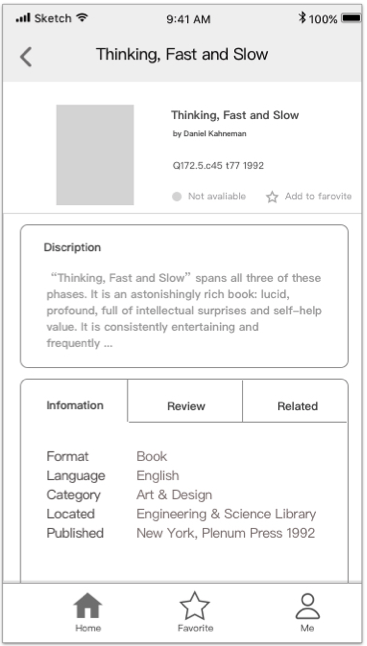 Sketch 9:41 AM 100%
Thinking, Fast and Slow
Thinking, Fast and Slow
by Daniel Kahneman
Q172.5.c45 t77 1992
Not avaliable Add to farovite
Discription
“Thinking, Fast and Slow” spans all three of these
phases. It is an astonishingly rich book: lucid,
profound, full of intellectual surprises and self-help
value. It is consistently entertaining and
frequently ...
Infomation Review Related
Format Book
Language English
Category Art & Design
Located Engineering & Science Library
Published New York, Plenum Press 1992
Home Favorite Me